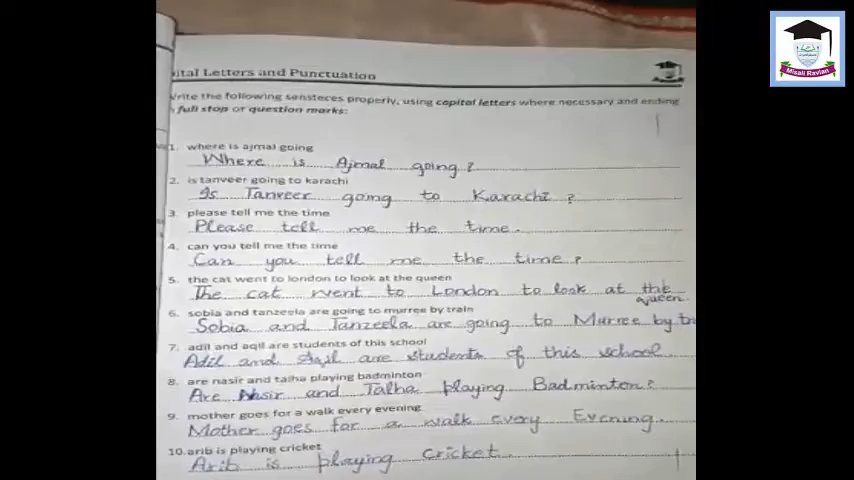 ital Letters and Punctuation
Misali Ravian
Write the following sensteces properly, using capital letters where necessary and ending
full stop or question marks:
1. where is ajmal going
Where is Ajmal going?
2. is tanveer going to karachi
Is Tanveer going to Karachi ?
3. please tell me the time
Please tell me the time.
4. can you tell me the time
Can you tell me the time ?
5. the cat went to london to look at the queen
The cat went to London to look at the
queen.
6. sobia and tanzeela are going to murree by train
Sobia and Tanzeela are going to Murree by tr
7. adil and aqil are students of this school
Adil and Aqil are students of this school
8. are nasir and talha playing badminton
Are Nasir and Talha playing Badminton?
9. mother goes for a walk every evening
Mother goes for a walk every Evening.
10. arib is playing cricket
Arib is playing cricket